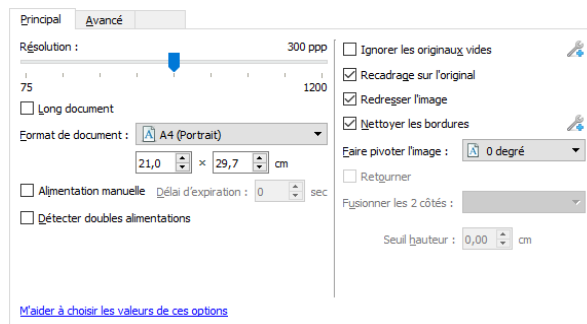 Principal Avancé
Résolution : 300 ppp
75 1200
Long document
Format de document : A4 (Portrait)
21,0 × 29,7 cm
Alimentation manuelle Délai d'expiration : 0 sec
Détecter doubles alimentations
M'aider à choisir les valeurs de ces options
Ignorer les originaux vides
Recadrage sur l'original
Redresser l'image
Nettoyer les bordures
Faire pivoter l'image : A 0 degré
Retourner
Fusionner les 2 côtés :
Seuil hauteur : 0,00 cm